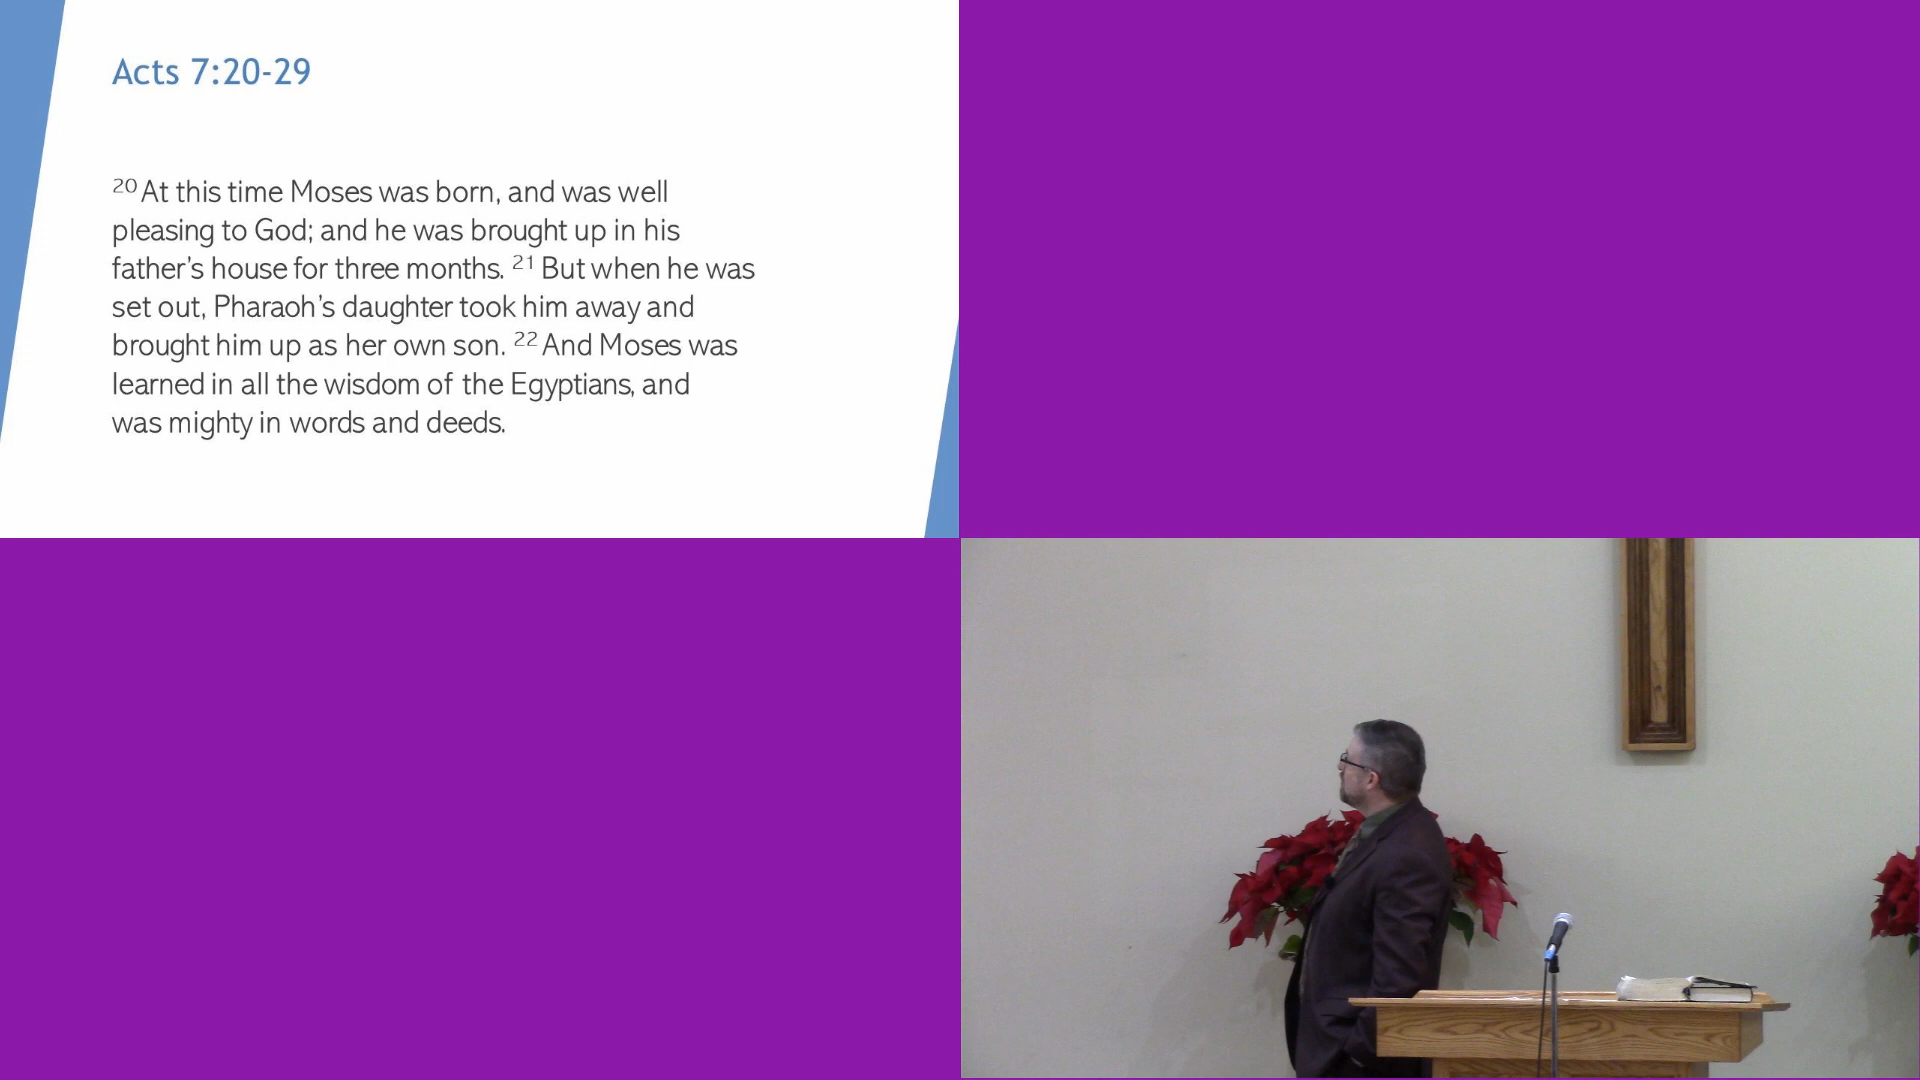 Acts 7:20-29
20 At this time Moses was born, and was well
pleasing to God; and he was brought up in his
father’s house for three months. 21 But when he was
set out, Pharaoh’s daughter took him away and
brought him up as her own son. 22 And Moses was
learned in all the wisdom of the Egyptians, and
was mighty in words and deeds.